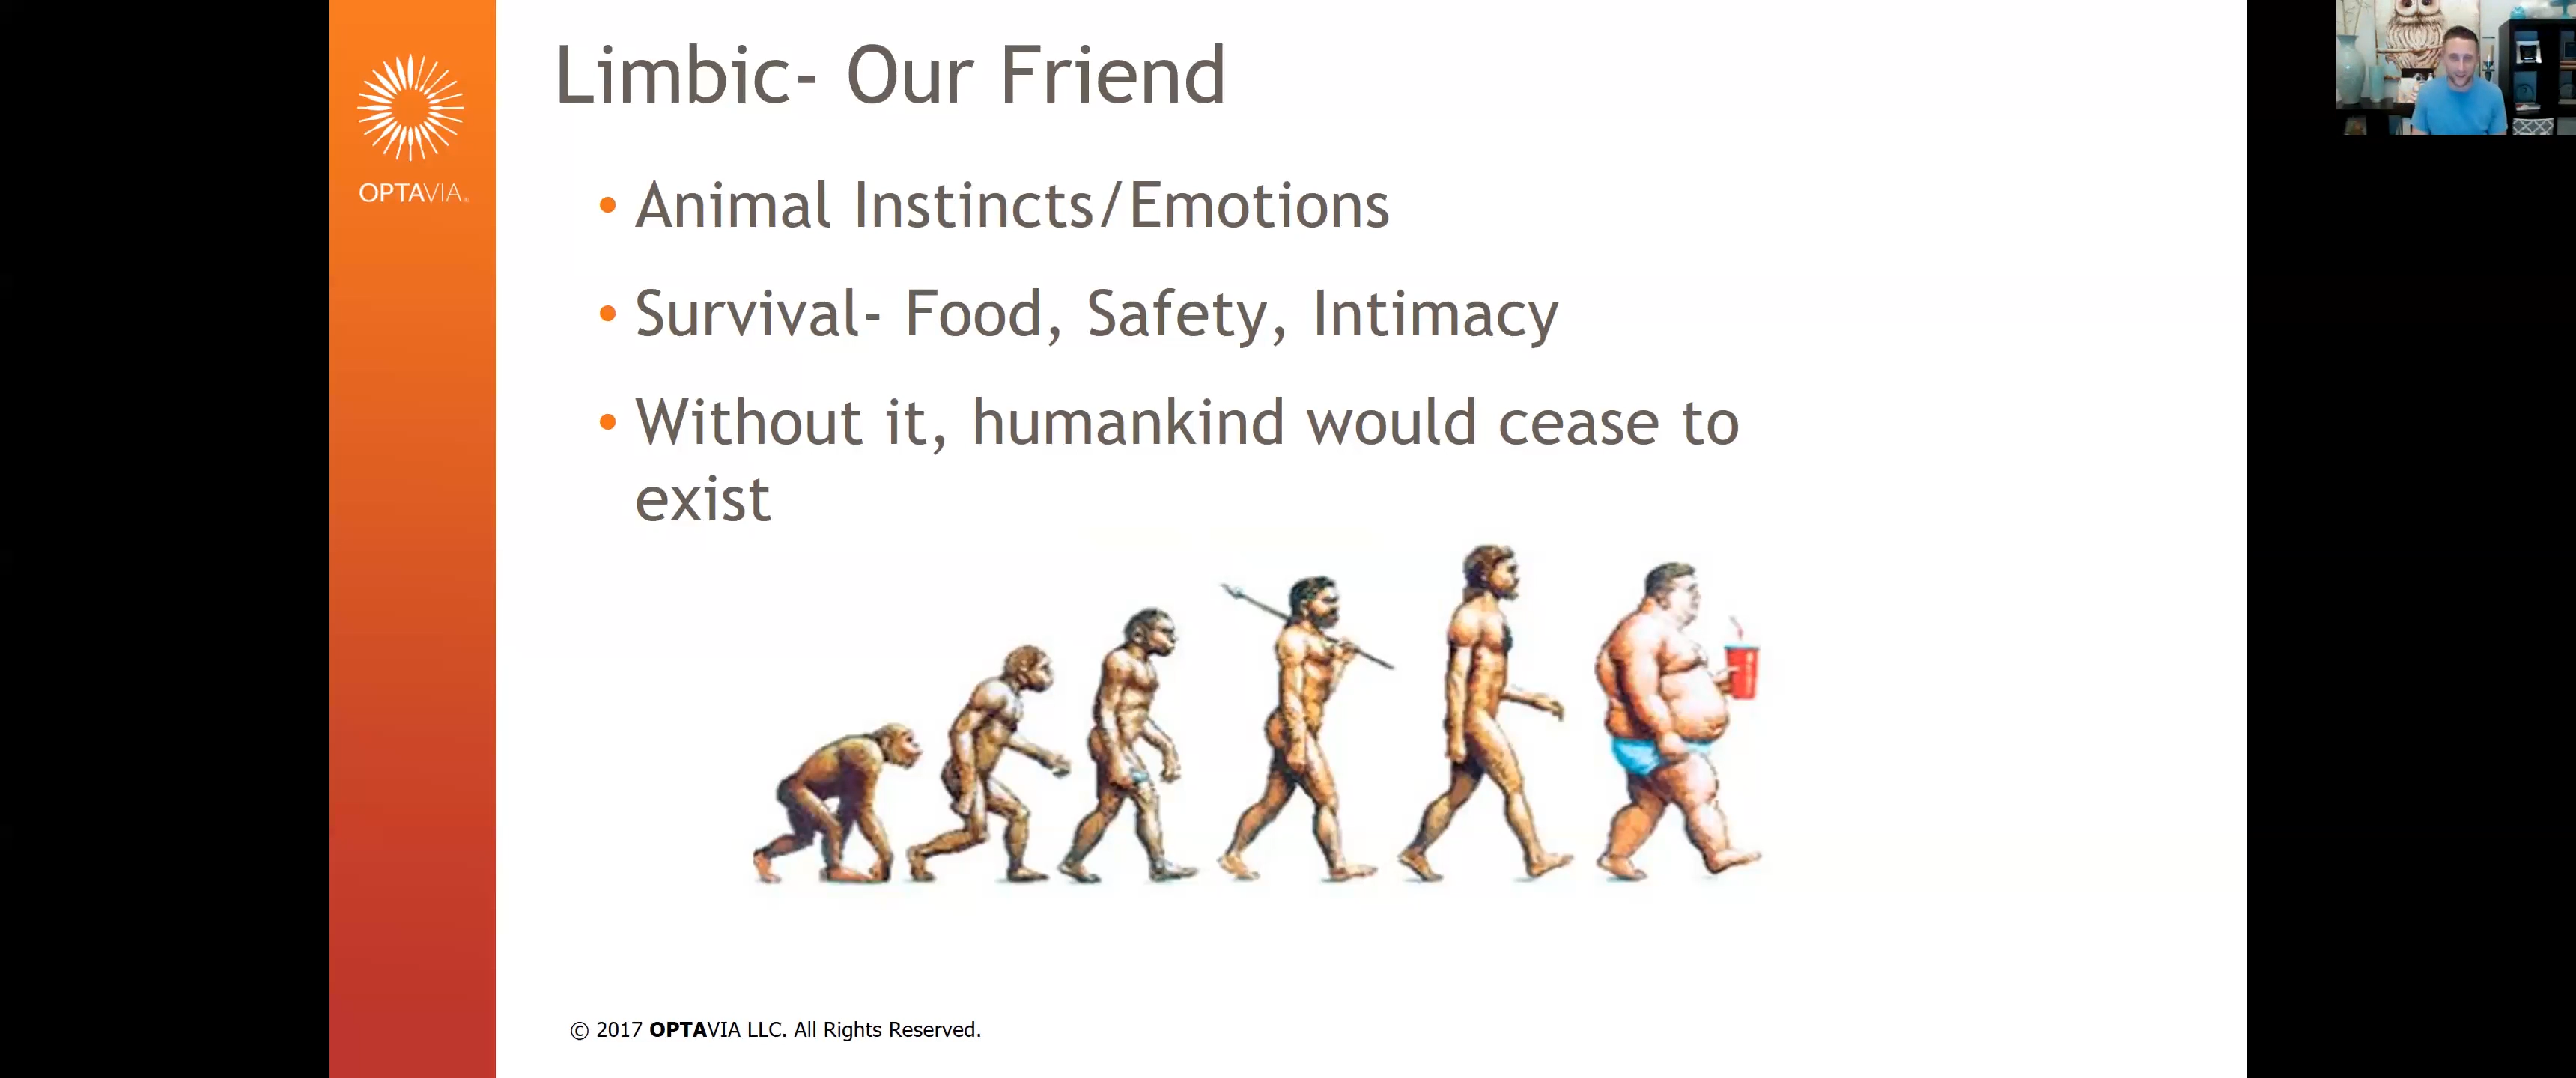 Limbic- Our Friend
OPTAVIA®
• Animal Instincts/Emotions
• Survival- Food, Safety, Intimacy
• Without it, humankind would cease to
exist
© 2017 OPTAVIA LLC. All Rights Reserved.